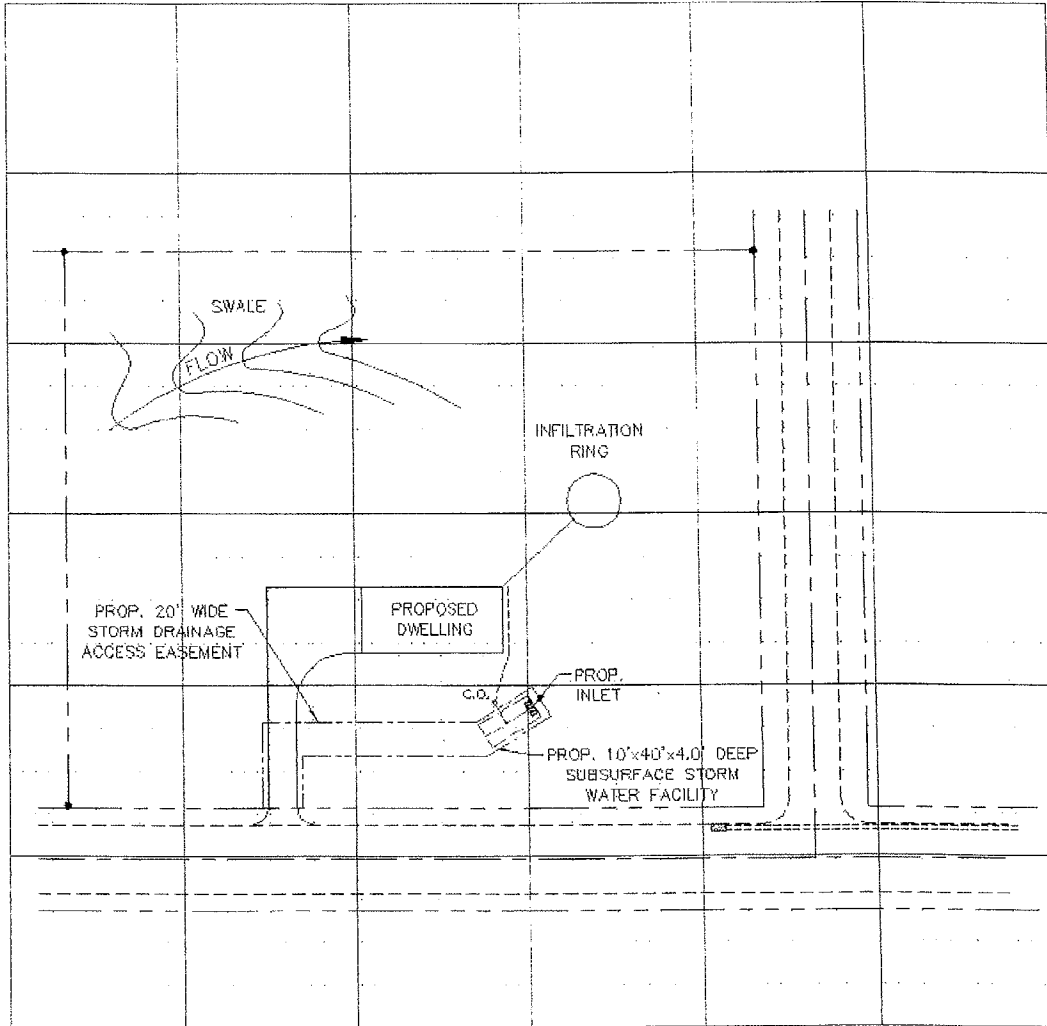 SWALE
FLOW
INFILTRATION
RING
PROP. 20' WIDE
STORM DRAINAGE
ACCESS EASEMENT
PROPOSED
DWELLING
C.O.
PROP.
INLET
PROP. 10'x40'x4.0' DEEP
SUBSURFACE STORM
WATER FACILITY